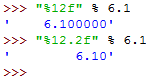 >>> "%12f" % 6.1
'    6.100000'
>>> "%12.2f" % 6.1
'        6.10'
>>>